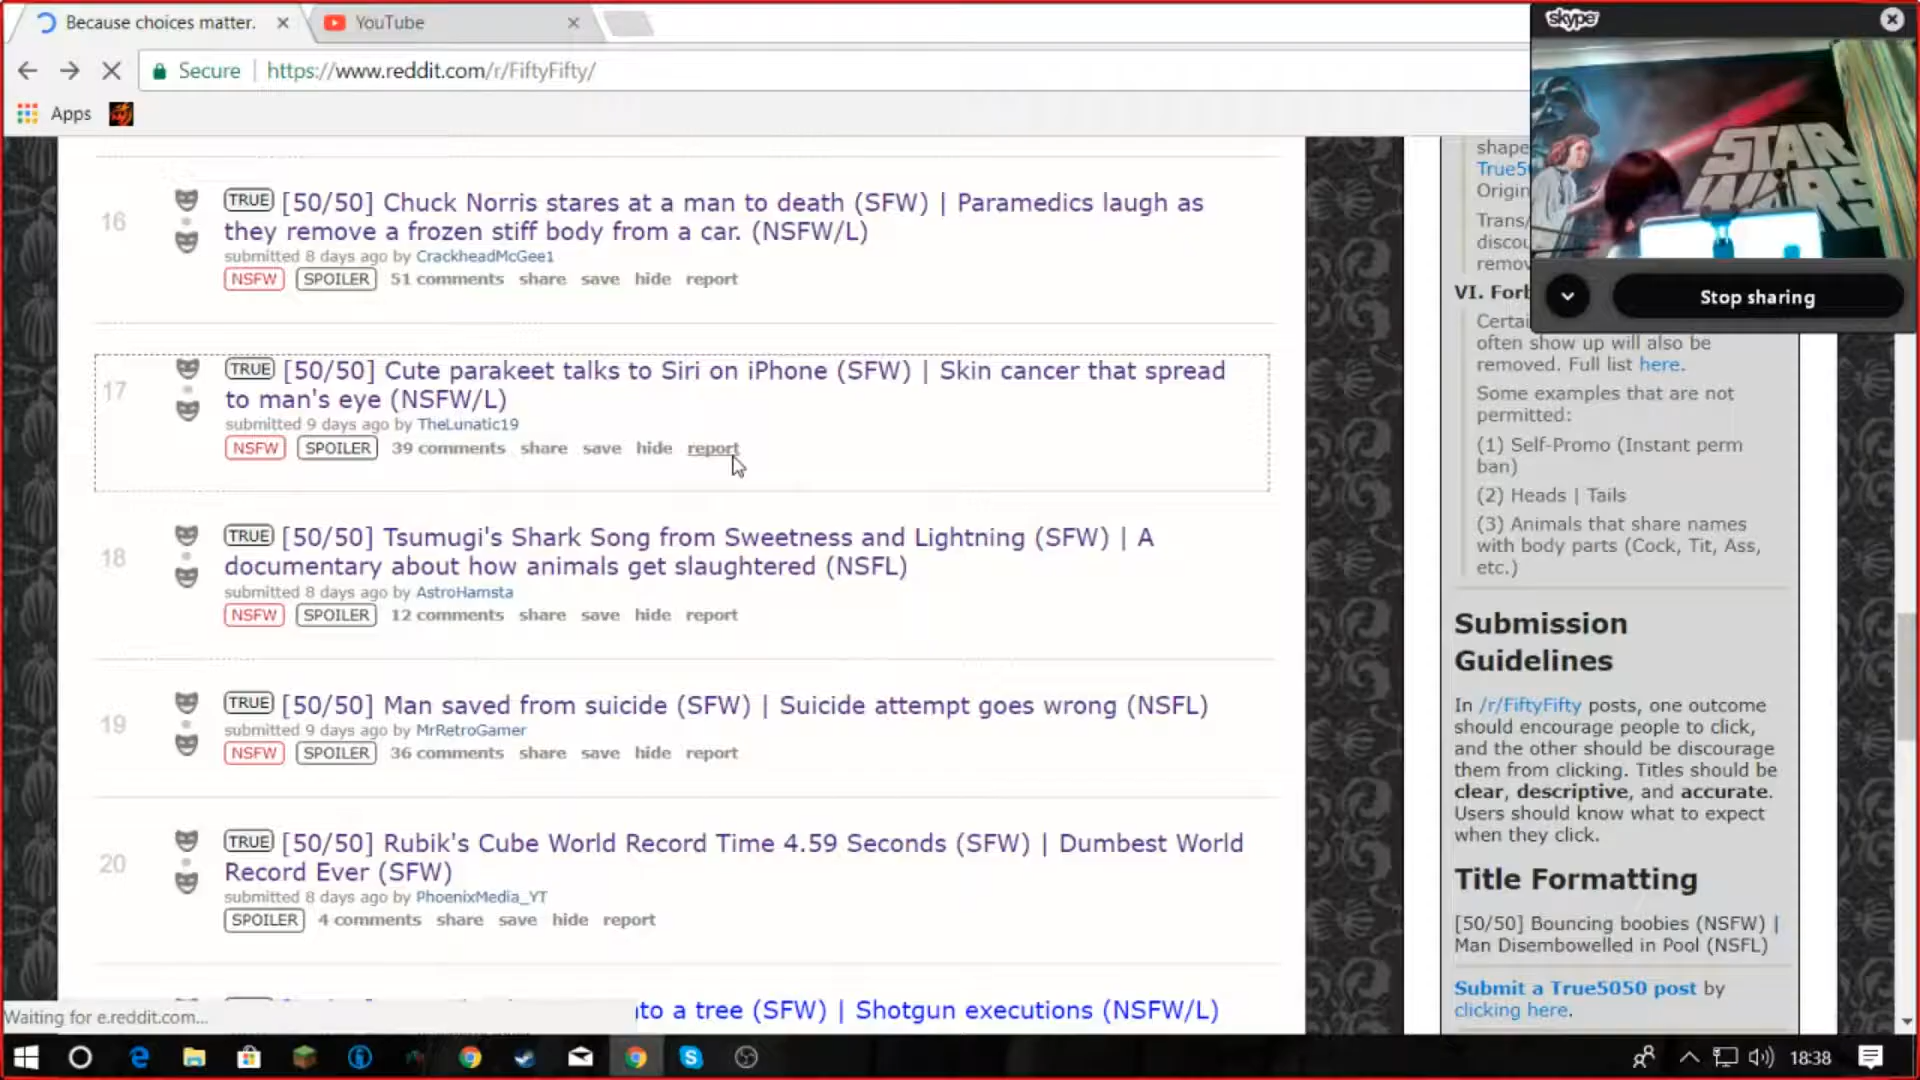 Because choices matter.
YouTube
skype
Secure
https://www.reddit.com/r/FiftyFifty/
Apps
STAR
WARS
Stop sharing
16
TRUE [50/50] Chuck Norris stares at a man to death (SFW) | Paramedics laugh as
they remove a frozen stiff body from a car. (NSFW/L)
submitted 8 days ago by CrackheadMcGee1
NSFW SPOILER 51 comments share save hide report
17
TRUE [50/50] Cute parakeet talks to Siri on iPhone (SFW) | Skin cancer that spread
to man's eye (NSFW/L)
submitted 9 days ago by TheLunatic19
NSFW SPOILER 39 comments share save hide report
18
TRUE [50/50] Tsumugi's Shark Song from Sweetness and Lightning (SFW) | A
documentary about how animals get slaughtered (NSFL)
submitted 8 days ago by AstroHamsta
NSFW SPOILER 12 comments share save hide report
19
TRUE [50/50] Man saved from suicide (SFW) | Suicide attempt goes wrong (NSFL)
submitted 9 days ago by MrRetroGamer
NSFW SPOILER 36 comments share save hide report
20
TRUE [50/50] Rubik's Cube World Record Time 4.59 Seconds (SFW) | Dumbest World
Record Ever (SFW)
submitted 8 days ago by PhoenixMedia_YT
SPOILER 4 comments share save hide report
to a tree (SFW) | Shotgun executions (NSFW/L)
Waiting for e.reddit.com...
shape
True5
Origin
Trans/
discou
remov
VI. Forb
Certai
often show up will also be
removed. Full list here.
Some examples that are not
permitted:
(1) Self-Promo (Instant perm
ban)
(2) Heads | Tails
(3) Animals that share names
with body parts (Cock, Tit, Ass,
etc.)
Submission
Guidelines
In /r/FiftyFifty posts, one outcome
should encourage people to click,
and the other should be discourage
them from clicking. Titles should be
clear, descriptive, and accurate.
Users should know what to expect
when they click.
Title Formatting
[50/50] Bouncing boobies (NSFW) |
Man Disembowelled in Pool (NSFL)
Submit a True5050 post by
clicking here.
18:38